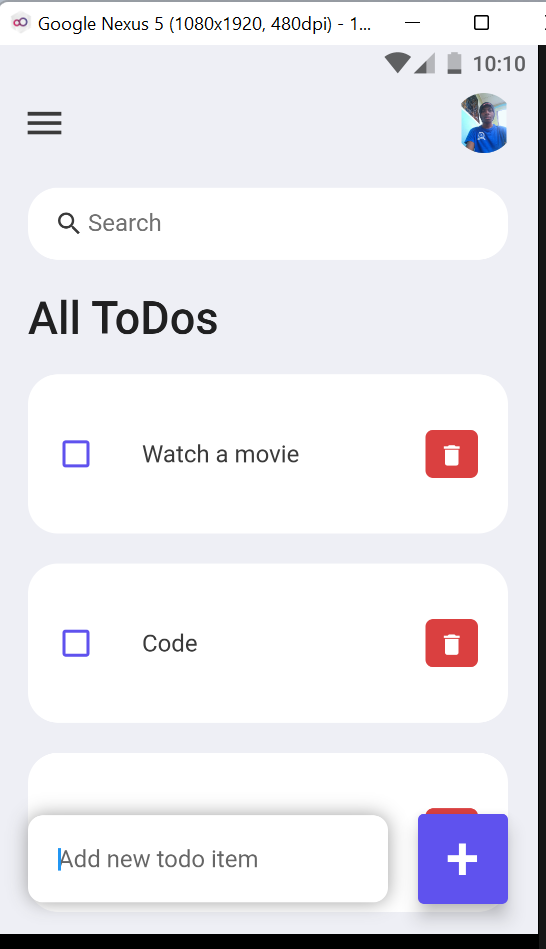 Google Nexus 5 (1080x1920, 480dpi) - 1...
10:10
Search
All ToDos
Watch a movie
Code
Add new todo item